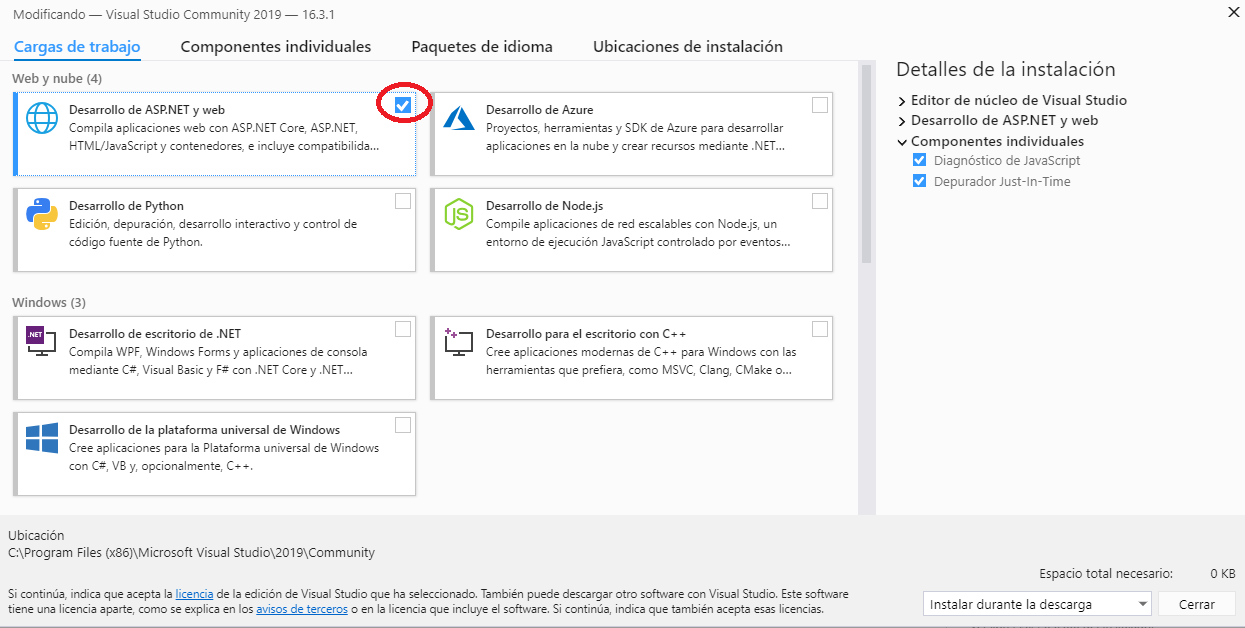 Modificando — Visual Studio Community 2019 — 16.3.1
Cargas de trabajo
Componentes individuales
Paquetes de idioma
Ubicaciones de instalación
Web y nube (4)
Desarrollo de ASP.NET y web
Compila aplicaciones web con ASP.NET Core, ASP.NET,
HTML/JavaScript y contenedores, e incluye compatibilida...
Desarrollo de Azure
Proyectos, herramientas y SDK de Azure para desarrollar
aplicaciones en la nube y crear recursos mediante .NET...
Desarrollo de Python
Edición, depuración, desarrollo interactivo y control de
código fuente de Python.
Desarrollo de Node.js
Compile aplicaciones de red escalables con Node.js, un
entorno de ejecución JavaScript controlado por eventos...
Windows (3)
.NET
Desarrollo de escritorio de .NET
Compila WPF, Windows Forms y aplicaciones de consola
mediante C#, Visual Basic y F# con .NET Core y .NET...
Desarrollo para el escritorio con C++
Cree aplicaciones modernas de C++ para Windows con las
herramientas que prefiera, como MSVC, Clang, CMake o...
Desarrollo de la plataforma universal de Windows
Cree aplicaciones para la Plataforma universal de Windows
con C#, VB y, opcionalmente, C++.
Detalles de la instalación
Editor de núcleo de Visual Studio
Desarrollo de ASP.NET y web
Componentes individuales
Diagnóstico de JavaScript
Depurador Just-In-Time
Ubicación
C:\Program Files (x86)\Microsoft Visual Studio\2019\Community
Espacio total necesario: 0 KB
Si continúa, indica que acepta la licencia de la edición de Visual Studio que ha seleccionado. También puede descargar otro software con Visual Studio. Este software
tiene una licencia aparte, como se explica en los avisos de terceros o en la licencia que incluye el software. Si continúa, indica que también acepta esas licencias.
Instalar durante la descarga
Cerrar